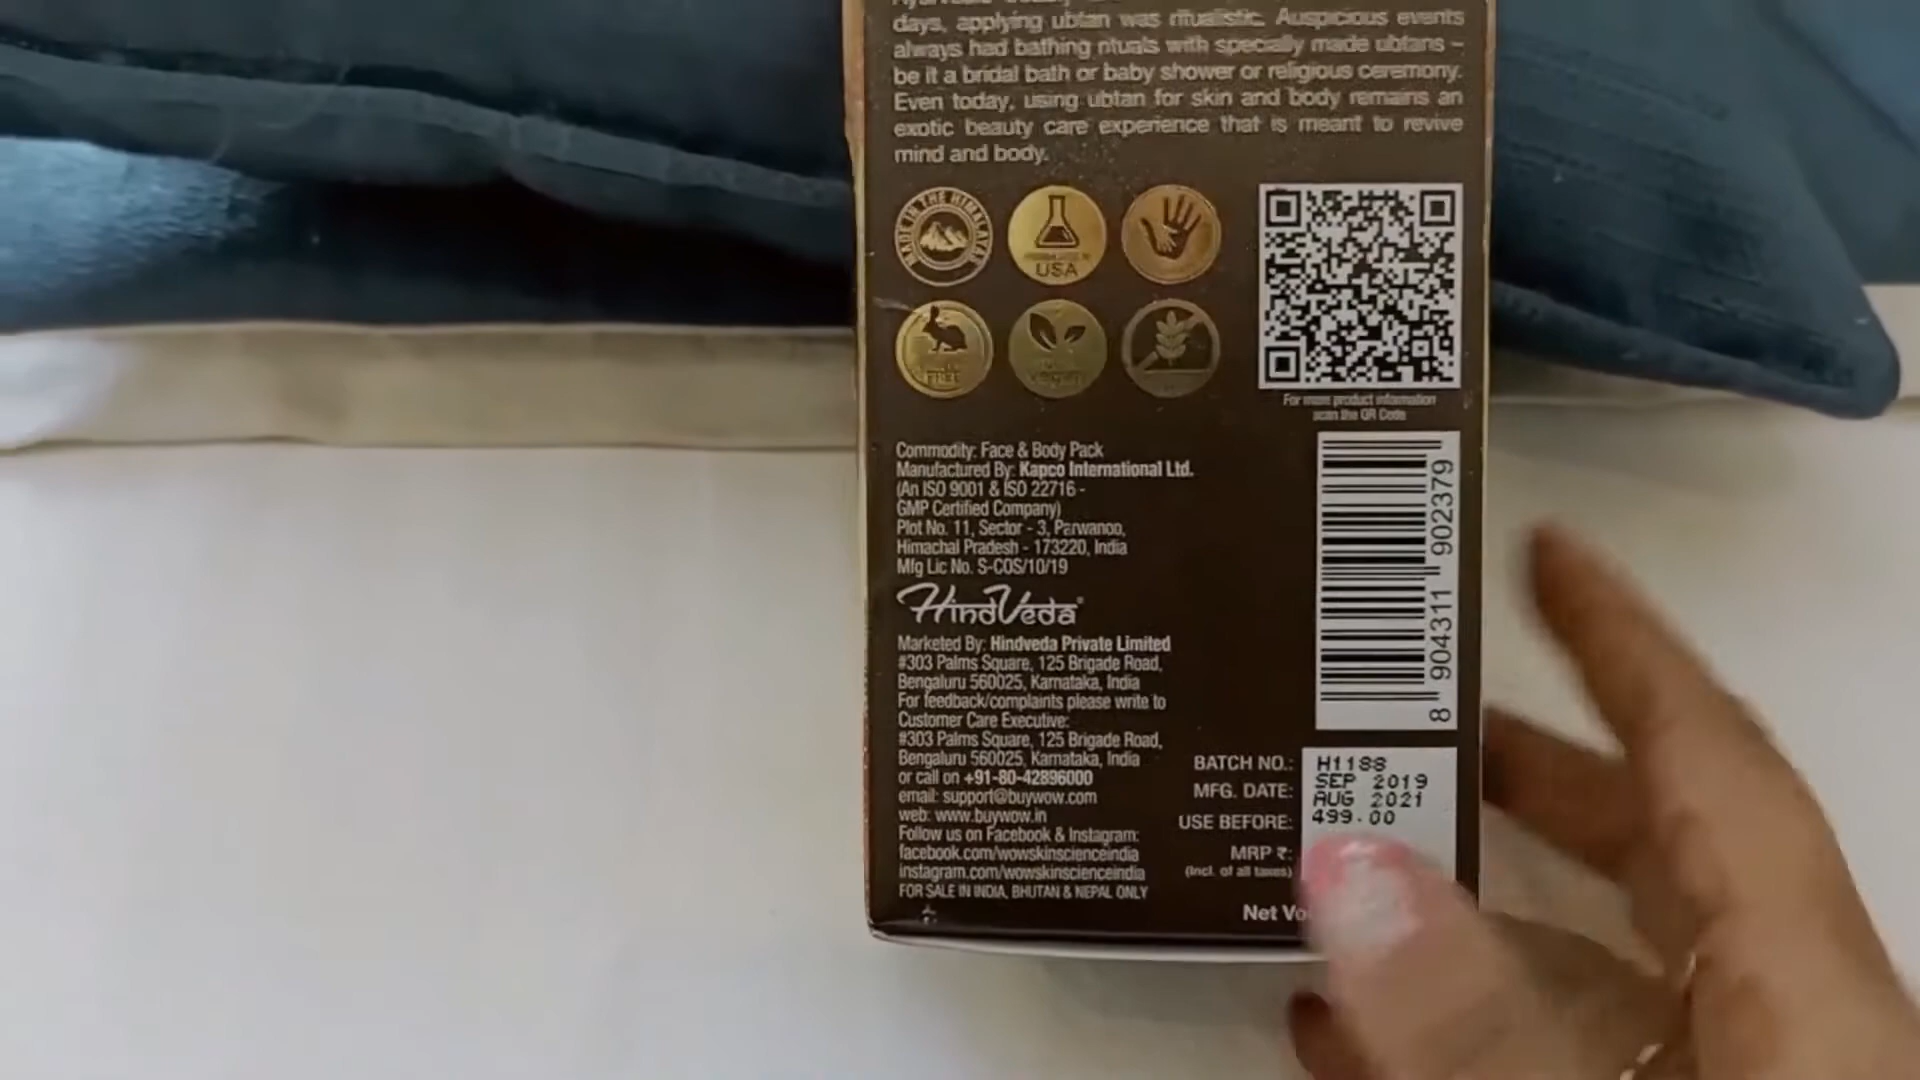 days, applying ubtan was ritualistic. Auspicious events
always had bathing rituals with specially made ubtans –
be it a bridal bath or baby shower or religious ceremony.
Even today, using ubtan for skin and body remains an
exotic beauty care experience that is meant to revive
mind and body.
MADE IN THE HIMALAYAS
USA
FREE
Vegan
For more product information
scan the QR Code
Commodity: Face & Body Pack
Manufactured By: Kapco International Ltd.
(An ISO 9001 & ISO 22716 -
GMP Certified Company)
Plot No. 11, Sector - 3, Parwanoo,
Himachal Pradesh - 173220, India
Mfg Lic No. S-COS/10/19
HindVeda®
Marketed By: Hindveda Private Limited
#303 Palms Square, 125 Brigade Road,
Bengaluru 560025, Karnataka, India
For feedback/complaints please write to
Customer Care Executive:
#303 Palms Square, 125 Brigade Road,
Bengaluru 560025, Karnataka, India
or call on +91-80-42896000
email: support@buywow.com
web: www.buywow.in
Follow us on Facebook & Instagram:
facebook.com/wowskinscienceindia
instagram.com/wowskinscienceindia
FOR SALE IN INDIA, BHUTAN & NEPAL ONLY
8 904311 902379
BATCH NO.: H1188
MFG. DATE: SEP 2019
USE BEFORE: AUG 2021
MRP ₹: 499.00
(Incl. of all taxes)
Net